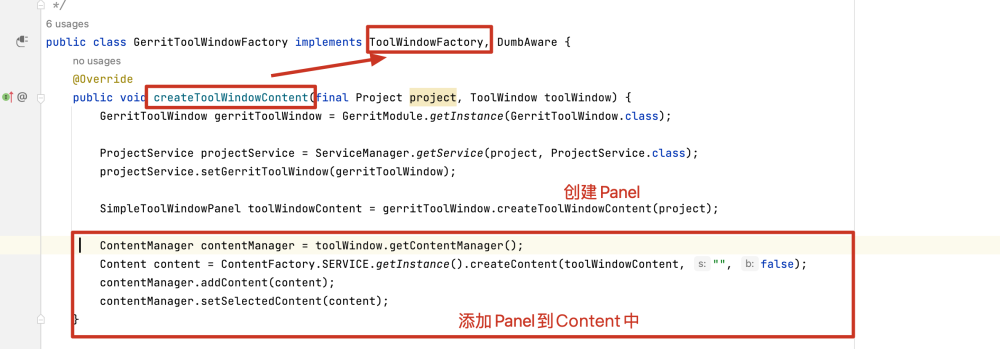 */
6 usages
public class GerritToolWindowFactory implements ToolWindowFactory, DumbAware {
no usages
@Override
public void createToolWindowContent(final Project project, ToolWindow toolWindow) {
GerritToolWindow gerritToolWindow = GerritModule.getInstance(GerritToolWindow.class);
ProjectService projectService = ServiceManager.getService(project, ProjectService.class);
projectService.setGerritToolWindow(gerritToolWindow);
创建 Panel
SimpleToolWindowPanel toolWindowContent = gerritToolWindow.createToolWindowContent(project);
ContentManager contentManager = toolWindow.getContentManager();
Content content = ContentFactory.SERVICE.getInstance().createContent(toolWindowContent, s: "", b: false);
contentManager.addContent(content);
contentManager.setSelectedContent(content);
}
添加 Panel 到 Content 中